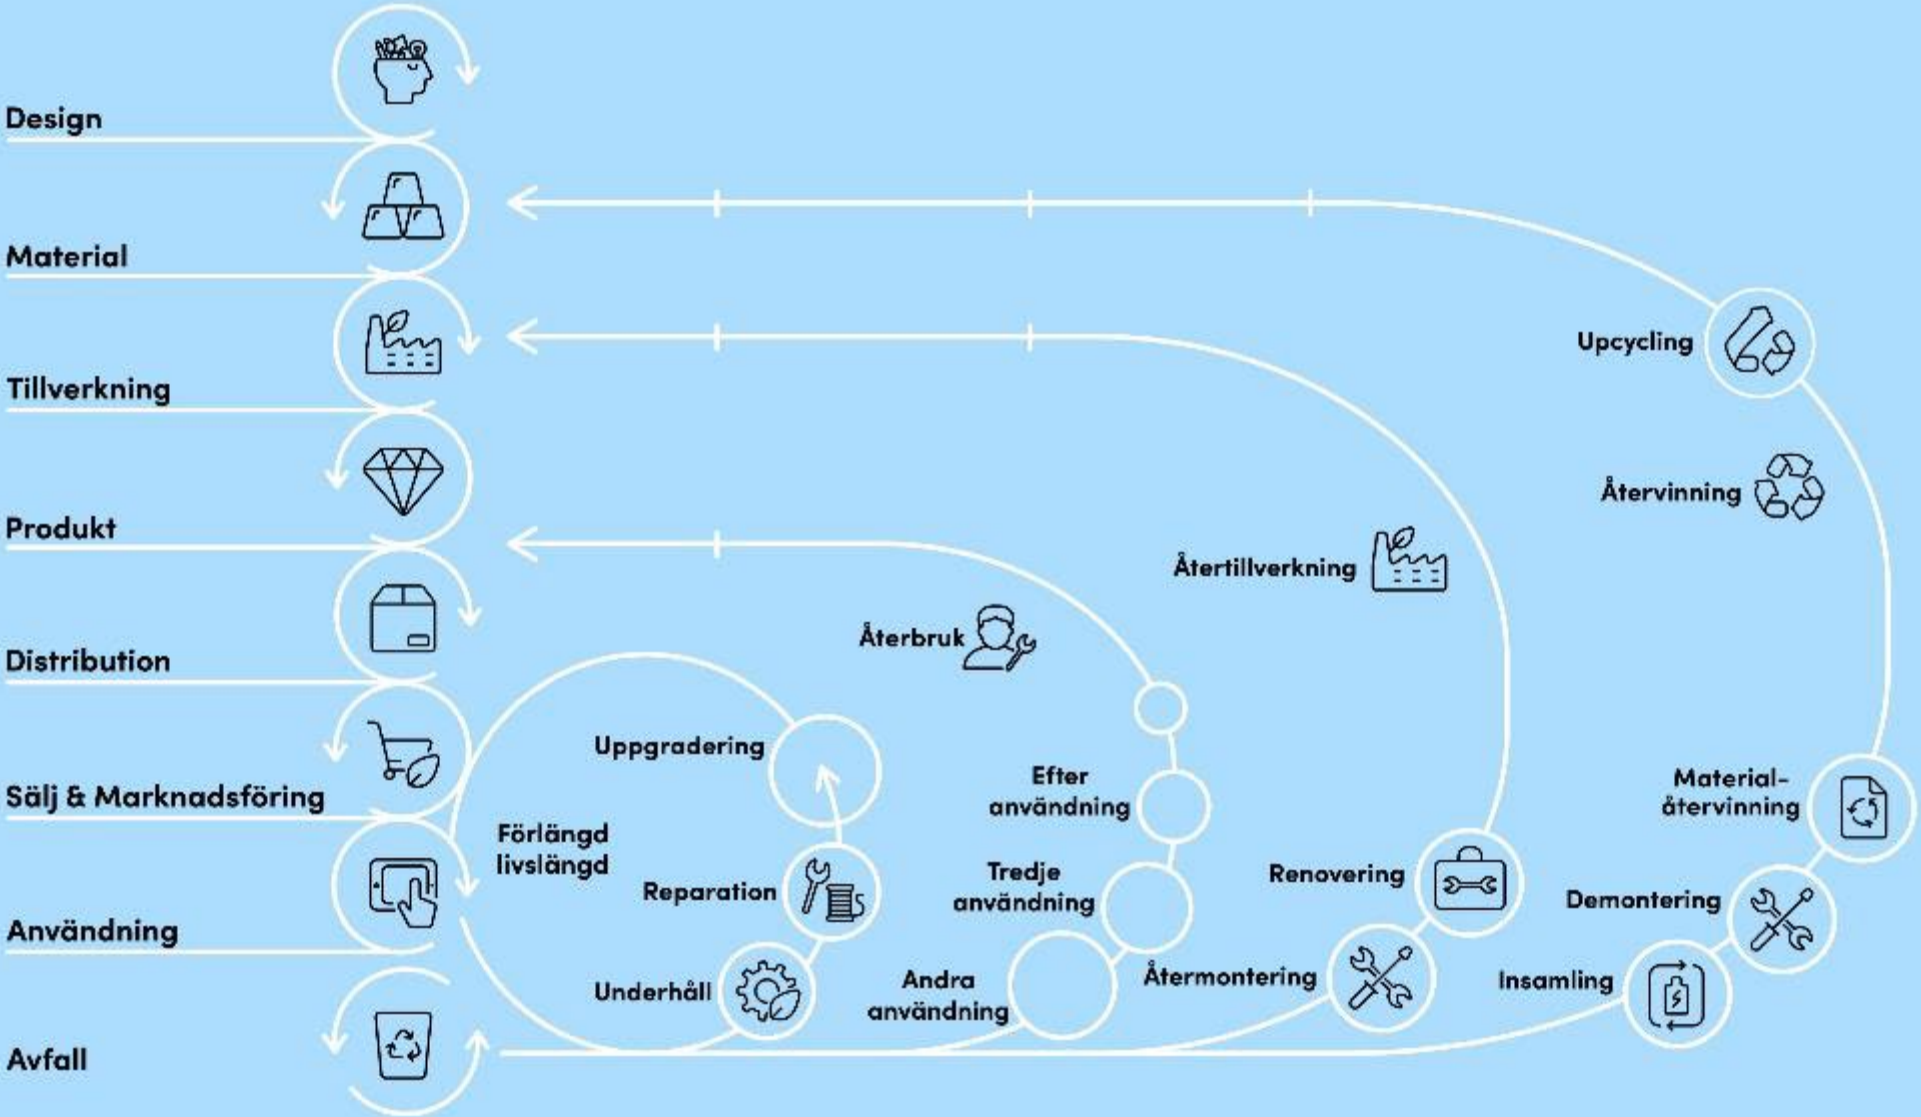 Design
Material
Tillverkning
Produkt
Distribution
Sälj & Marknadsföring
Användning
Avfall
Förlängd
livslängd
Uppgradering
Reparation
Underhåll
Återbruk
Efter
användning
Tredje
användning
Andra
användning
Återtillverkning
Renovering
Återmontering
Upcycling
Återvinning
Material-
återvinning
Demontering
Insamling